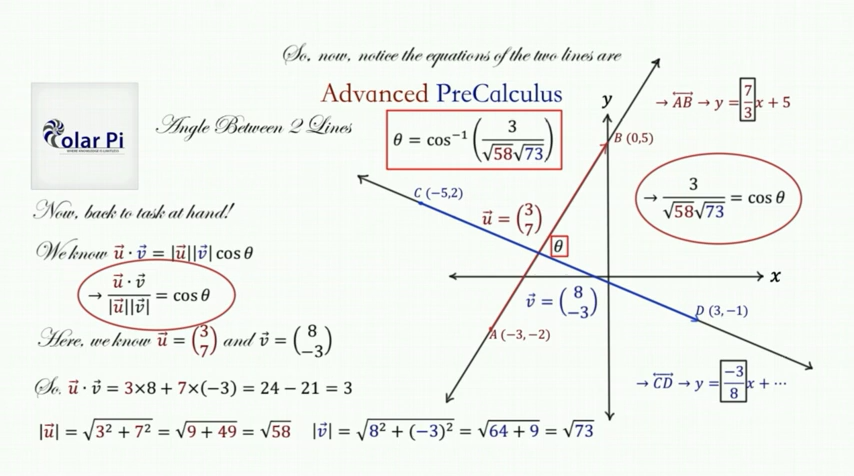 So, now, notice the equations of the two lines are
Advanced PreCalculus
Angle Between 2 Lines
θ = cos⁻¹(3/(√58√73))
y
→ AB⃡ → y = 7/3 x + 5
B (0,5)
Polar Pi
C (−5,2)
→ 3/(√58√73) = cos θ
Now, back to task at hand!
u⃗ = (3 7)
θ
We know u⃗ · v⃗ = |u⃗||v⃗| cos θ
x
→ (u⃗ · v⃗)/(|u⃗||v⃗|) = cos θ
v⃗ = (8 −3)
D (3, −1)
Here, we know u⃗ = (3 7) and v⃗ = (8 −3)
A (−3, −2)
So, u⃗ · v⃗ = 3×8 + 7×(−3) = 24 − 21 = 3
→ CD⃡ → y = −3/8 x + ⋯
|u⃗| = √(3² + 7²) = √(9 + 49) = √58 |v⃗| = √(8² + (−3)²) = √(64 + 9) = √73